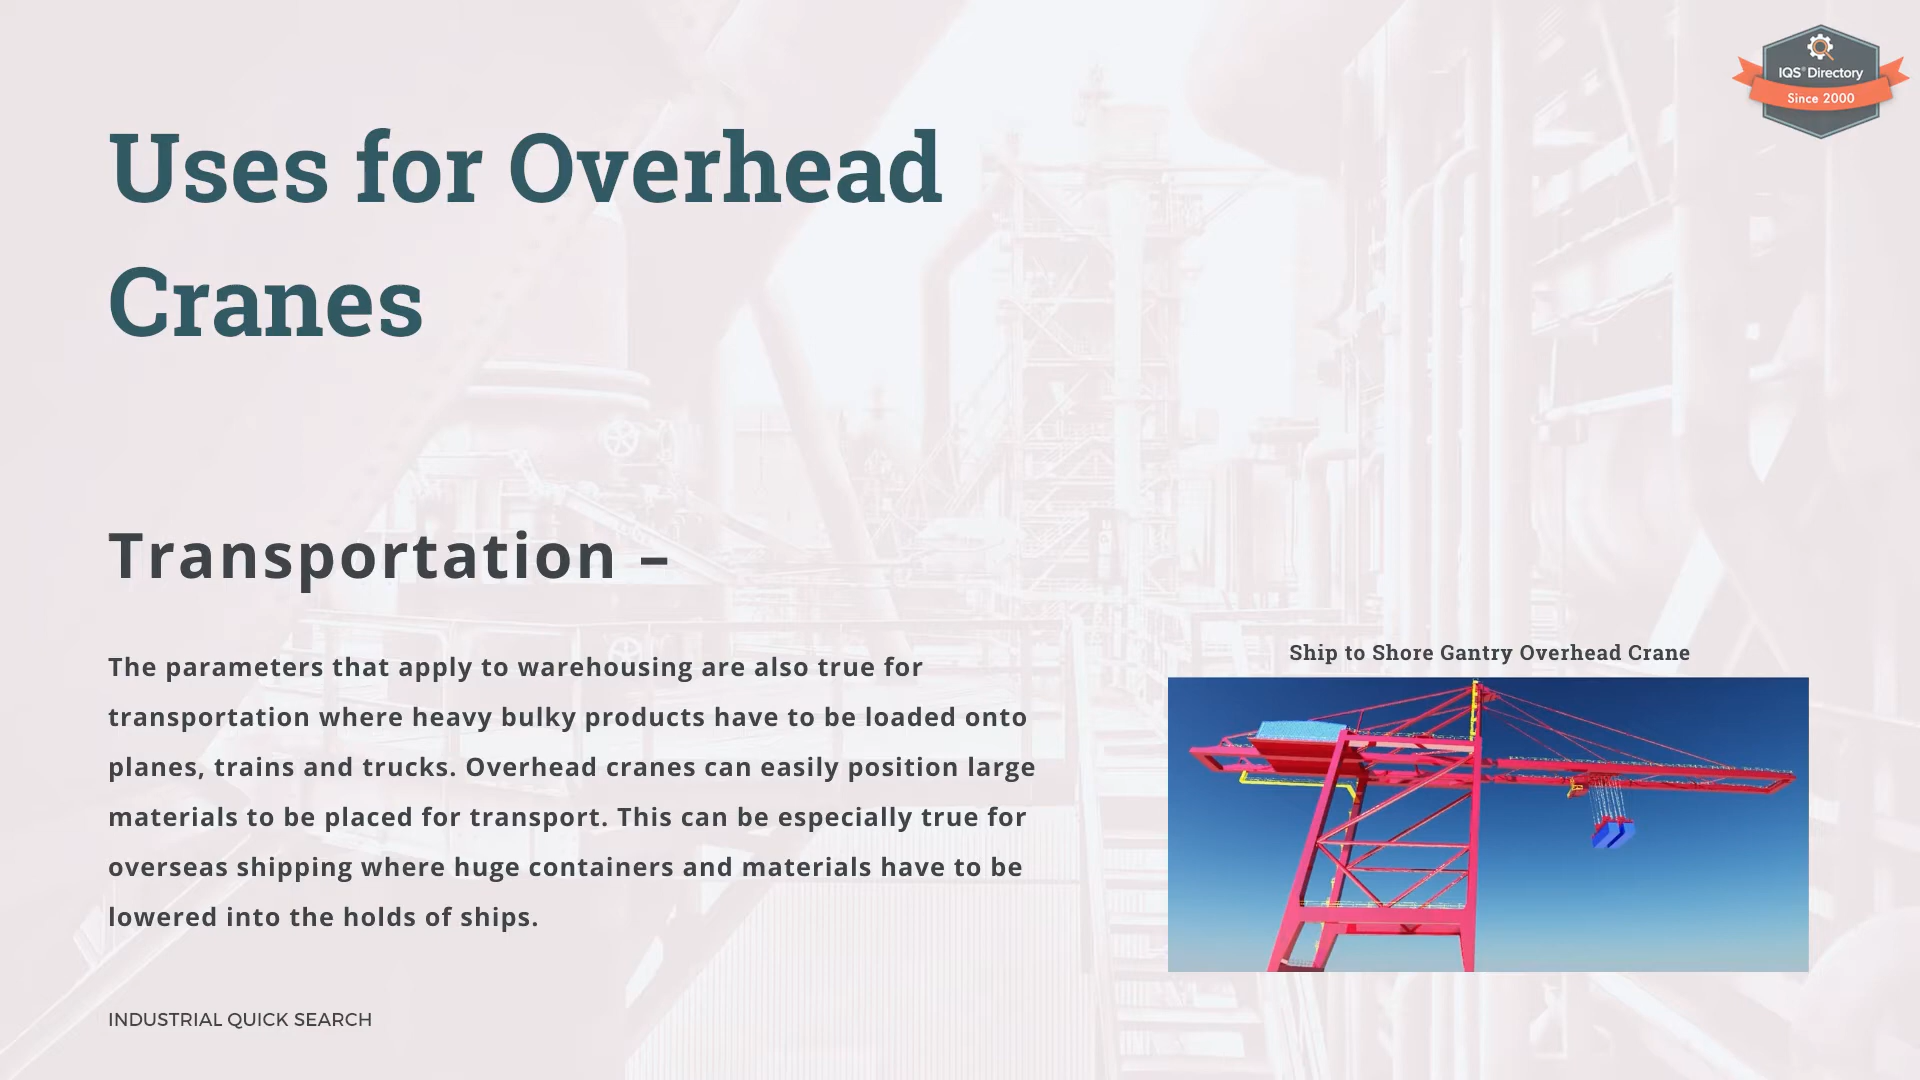 IQS® Directory
Since 2000
Uses for Overhead
Cranes
Transportation –
The parameters that apply to warehousing are also true for
transportation where heavy bulky products have to be loaded onto
planes, trains and trucks. Overhead cranes can easily position large
materials to be placed for transport. This can be especially true for
overseas shipping where huge containers and materials have to be
lowered into the holds of ships.
Ship to Shore Gantry Overhead Crane
INDUSTRIAL QUICK SEARCH